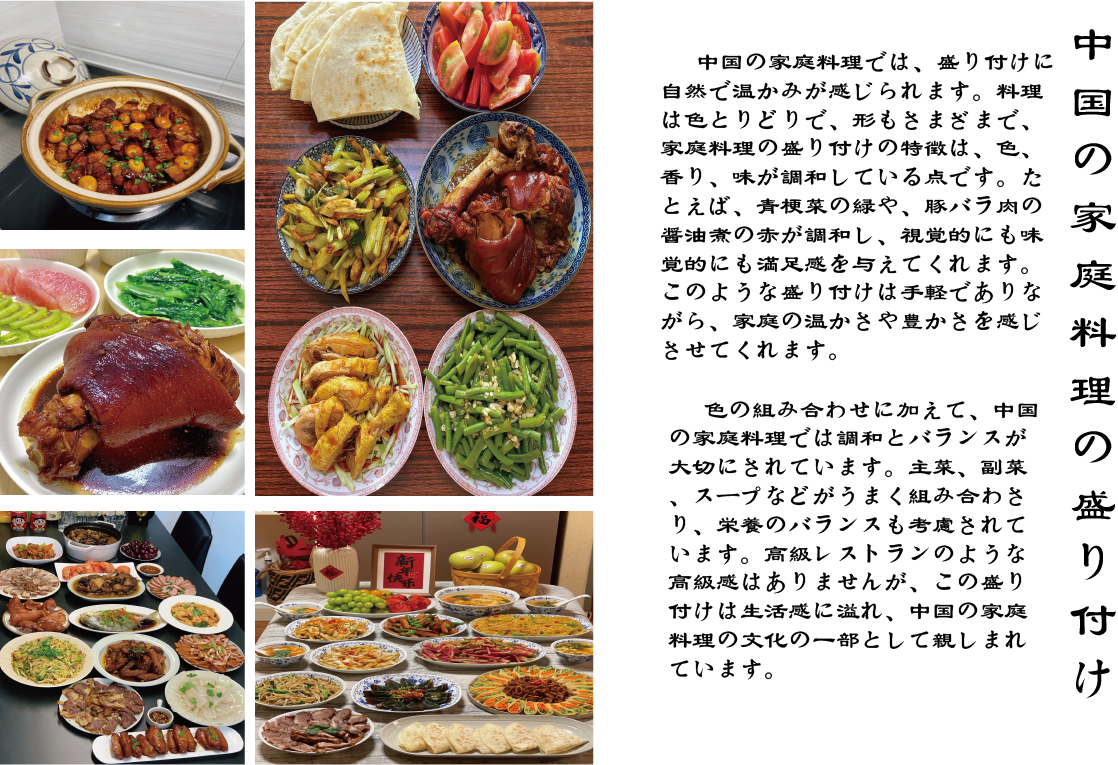 中国の家庭料理の盛り付け
中国の家庭料理では、盛り付けに
自然で温かみが感じられます。料理
は色とりどりで、形もさまざまで、
家庭料理の盛り付けの特徴は、色、
香り、味が調和している点です。た
とえば、青梗菜の緑や、豚バラ肉の
醤油煮の赤が調和し、視覚的にも味
覚的にも満足感を与えてくれます。
このような盛り付けは手軽でありな
がら、家庭の温かさや豊かさを感じ
させてくれます。
色の組み合わせに加えて、中国
の家庭料理では調和とバランスが
大切にされています。主菜、副菜
、スープなどがうまく組み合わさ
り、栄養のバランスも考慮されて
います。高級レストランのような
高級感はありませんが、この盛り
付けは生活感に溢れ、中国の家庭
料理の文化の一部として親しまれ
ています。
福
新年
快乐